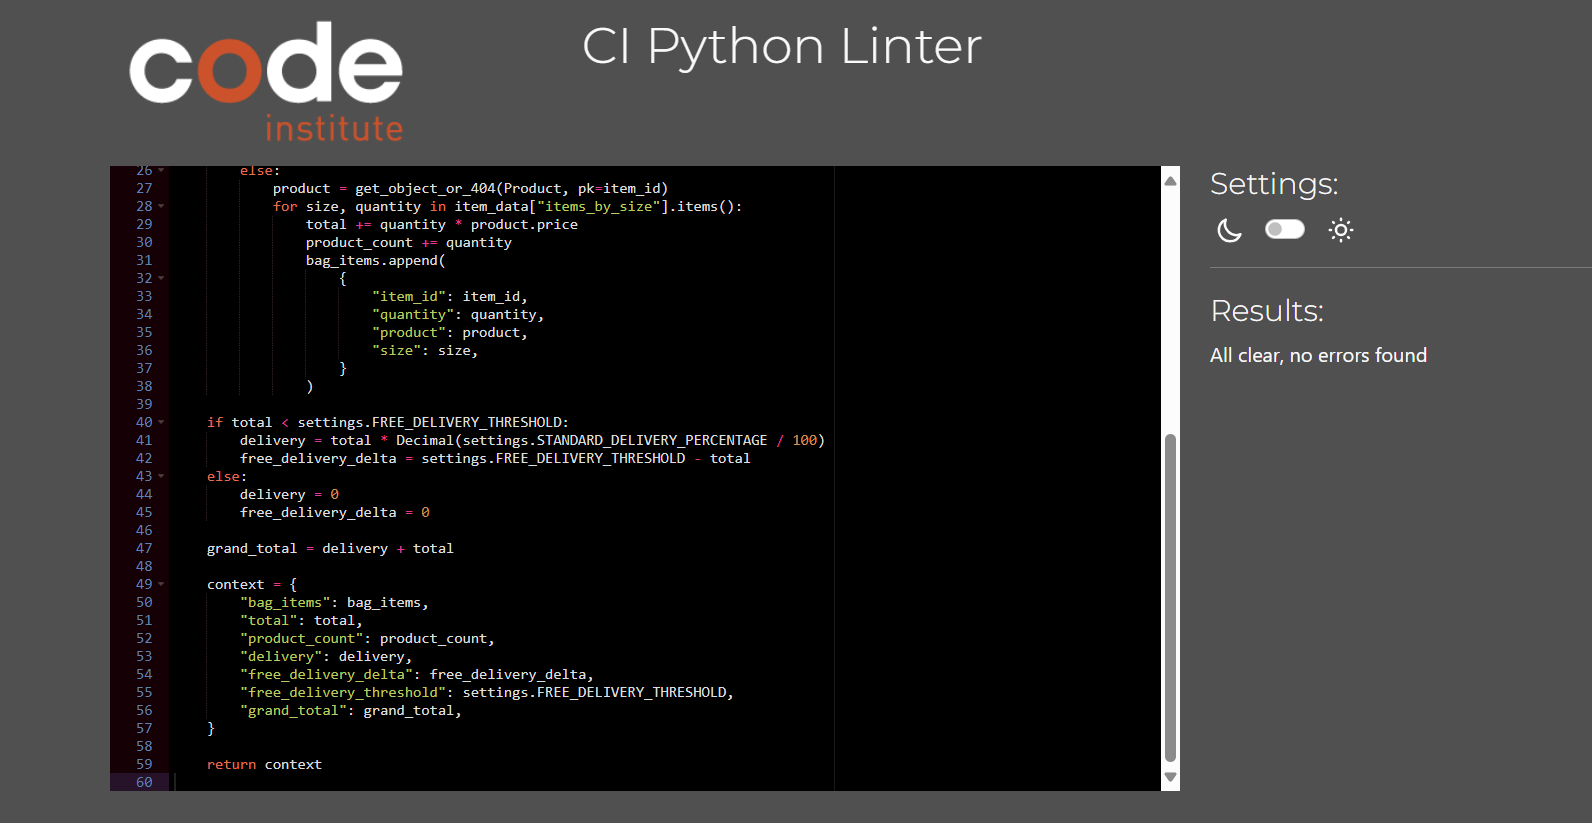 code
institute
CI Python Linter
26 else:
27 product = get_object_or_404(Product, pk=item_id)
28 for size, quantity in item_data["items_by_size"].items():
29 total += quantity * product.price
30 product_count += quantity
31 bag_items.append(
32 {
33 "item_id": item_id,
34 "quantity": quantity,
35 "product": product,
36 "size": size,
37 }
38 )
39
40 if total < settings.FREE_DELIVERY_THRESHOLD:
41 delivery = total * Decimal(settings.STANDARD_DELIVERY_PERCENTAGE / 100)
42 free_delivery_delta = settings.FREE_DELIVERY_THRESHOLD - total
43 else:
44 delivery = 0
45 free_delivery_delta = 0
46
47 grand_total = delivery + total
48
49 context = {
50 "bag_items": bag_items,
51 "total": total,
52 "product_count": product_count,
53 "delivery": delivery,
54 "free_delivery_delta": free_delivery_delta,
55 "free_delivery_threshold": settings.FREE_DELIVERY_THRESHOLD,
56 "grand_total": grand_total,
57 }
58
59 return context
60
Settings:
Results:
All clear, no errors found